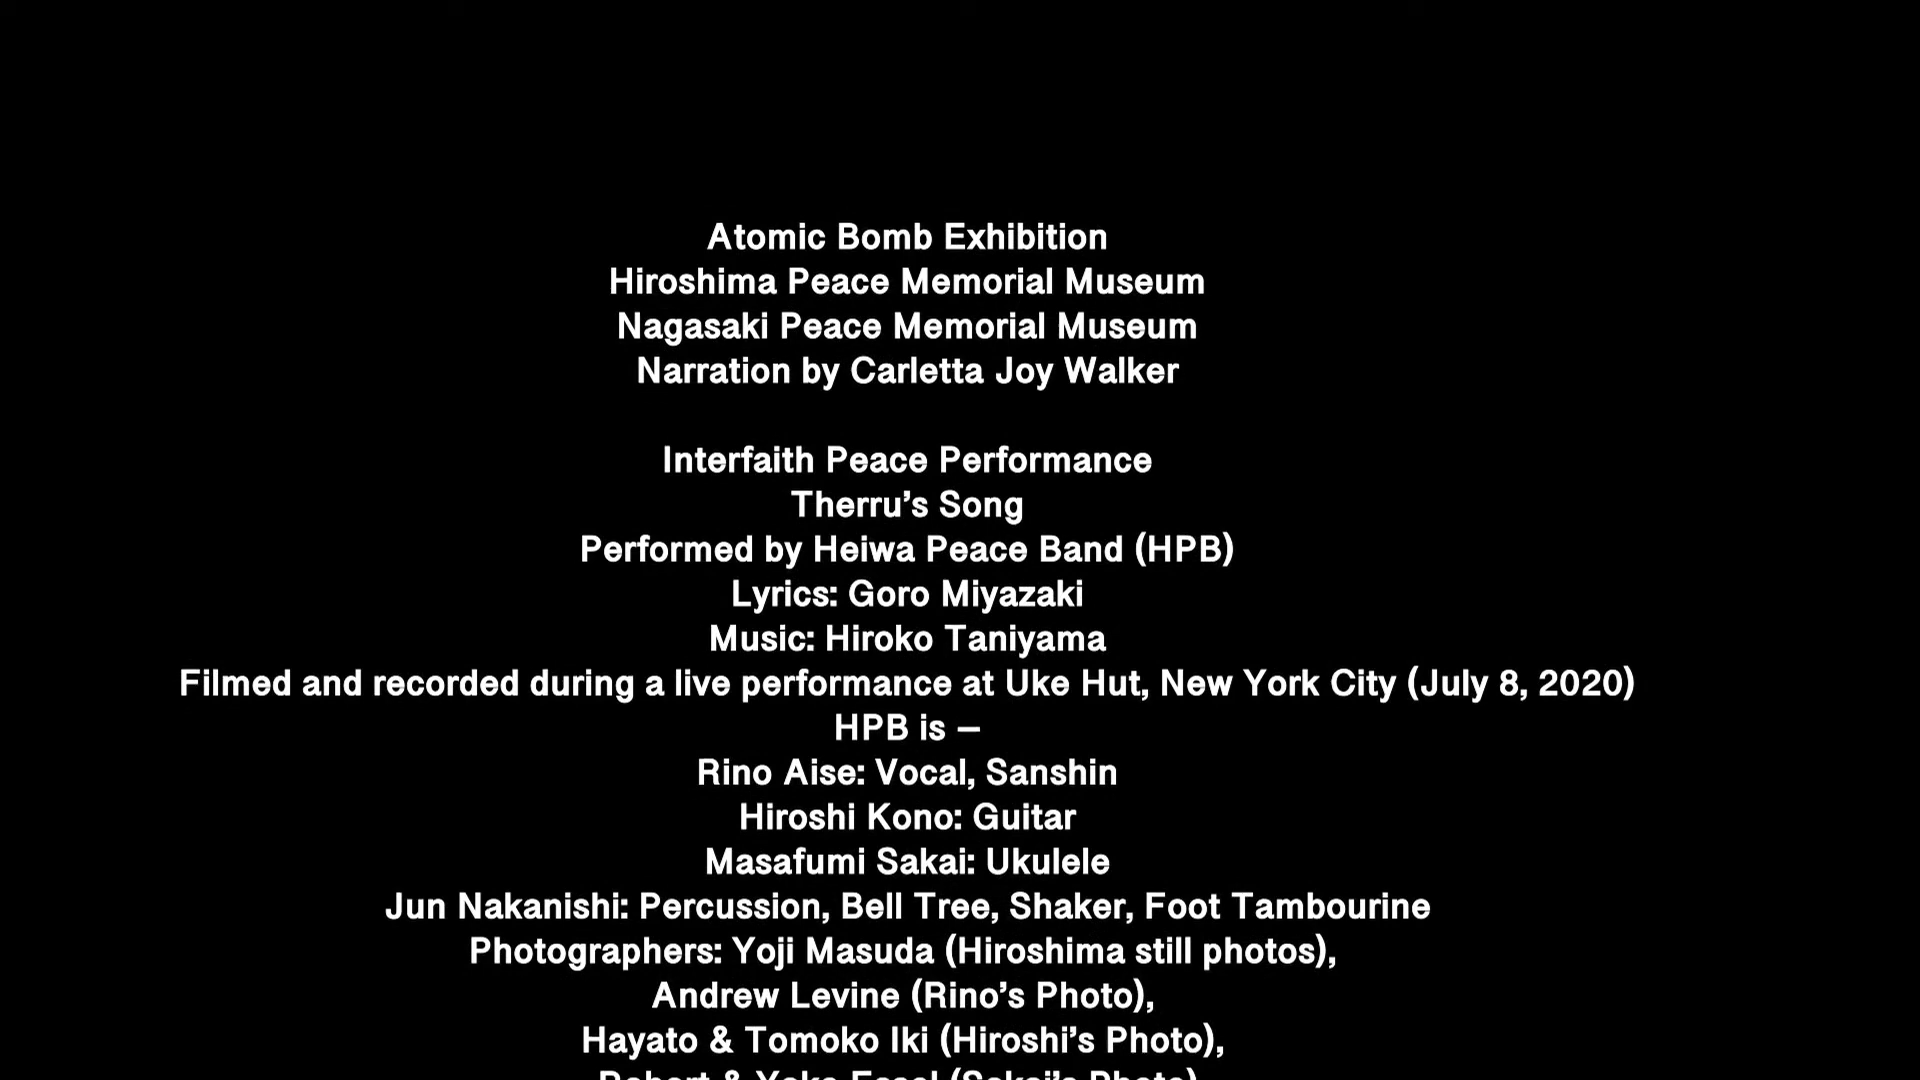 Atomic Bomb Exhibition
Hiroshima Peace Memorial Museum
Nagasaki Peace Memorial Museum
Narration by Carletta Joy Walker
Interfaith Peace Performance
Therru’s Song
Performed by Heiwa Peace Band (HPB)
Lyrics: Goro Miyazaki
Music: Hiroko Taniyama
Filmed and recorded during a live performance at Uke Hut, New York City (July 8, 2020)
HPB is –
Rino Aise: Vocal, Sanshin
Hiroshi Kono: Guitar
Masafumi Sakai: Ukulele
Jun Nakanishi: Percussion, Bell Tree, Shaker, Foot Tambourine
Photographers: Yoji Masuda (Hiroshima still photos),
Andrew Levine (Rino’s Photo),
Hayato & Tomoko Iki (Hiroshi’s Photo),